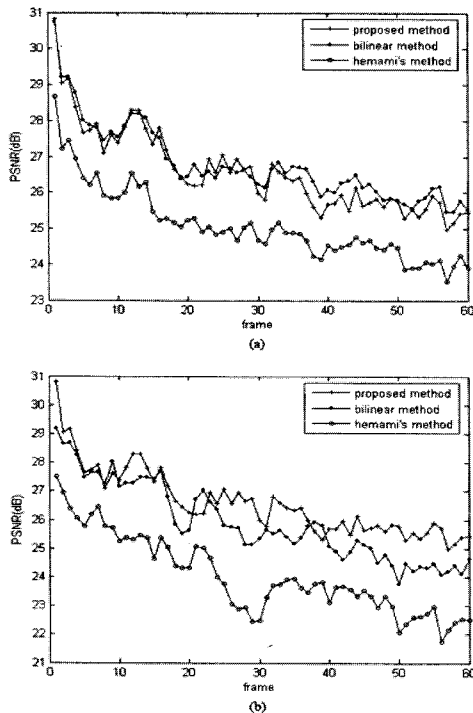 31
30
29
28
27
26
25
24
23
PSNR(dB)
0
10
20
30
40
50
60
frame
proposed method
bilinear method
hemami's method
(a)
31
30
29
28
27
26
25
24
23
22
21
PSNR(dB)
0
10
20
30
40
50
60
frame
proposed method
bilinear method
hemami's method
(b)